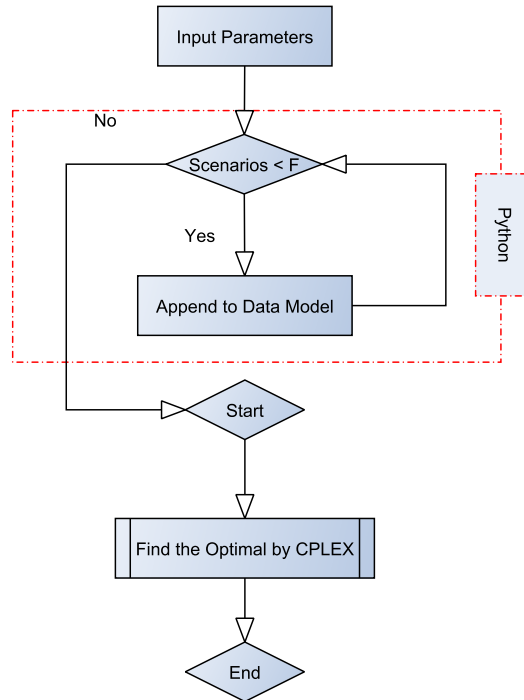 Input Parameters
No
Scenarios < F
Python
Yes
Append to Data Model
Start
Find the Optimal by CPLEX
End